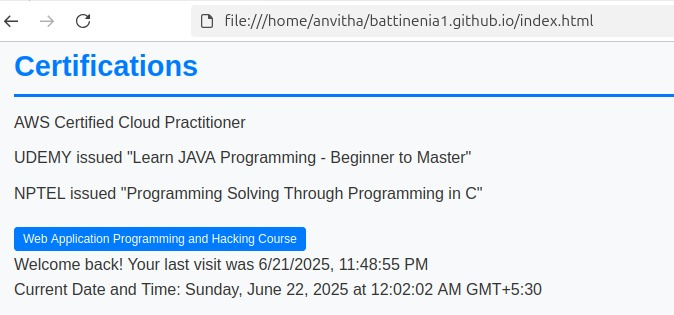 file:///home/anvitha/battinenia1.github.io/index.html
Certifications
AWS Certified Cloud Practitioner
UDEMY issued "Learn JAVA Programming - Beginner to Master"
NPTEL issued "Programming Solving Through Programming in C"
Web Application Programming and Hacking Course
Welcome back! Your last visit was 6/21/2025, 11:48:55 PM
Current Date and Time: Sunday, June 22, 2025 at 12:02:02 AM GMT+5:30